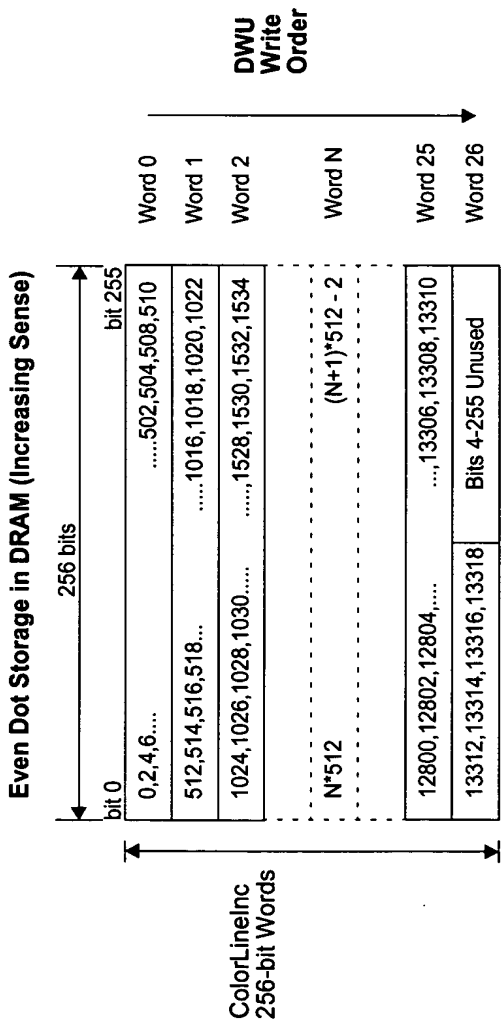 Even Dot Storage in DRAM (Increasing Sense)
256 bits
bit 0 bit 255
0,2,4,6..... ......502,504,508,510 Word 0
512,514,516,518... ......1016,1018,1020,1022 Word 1
1024,1026,1028,1030..... ......,1528,1530,1532,1534 Word 2
N*512 (N+1)*512 - 2 Word N
12800,12802,12804,.... ...,13306,13308,13310 Word 25
13312,13314,13316,13318 Bits 4-255 Unused Word 26
ColorLineInc
256-bit Words
DWU
Write
Order